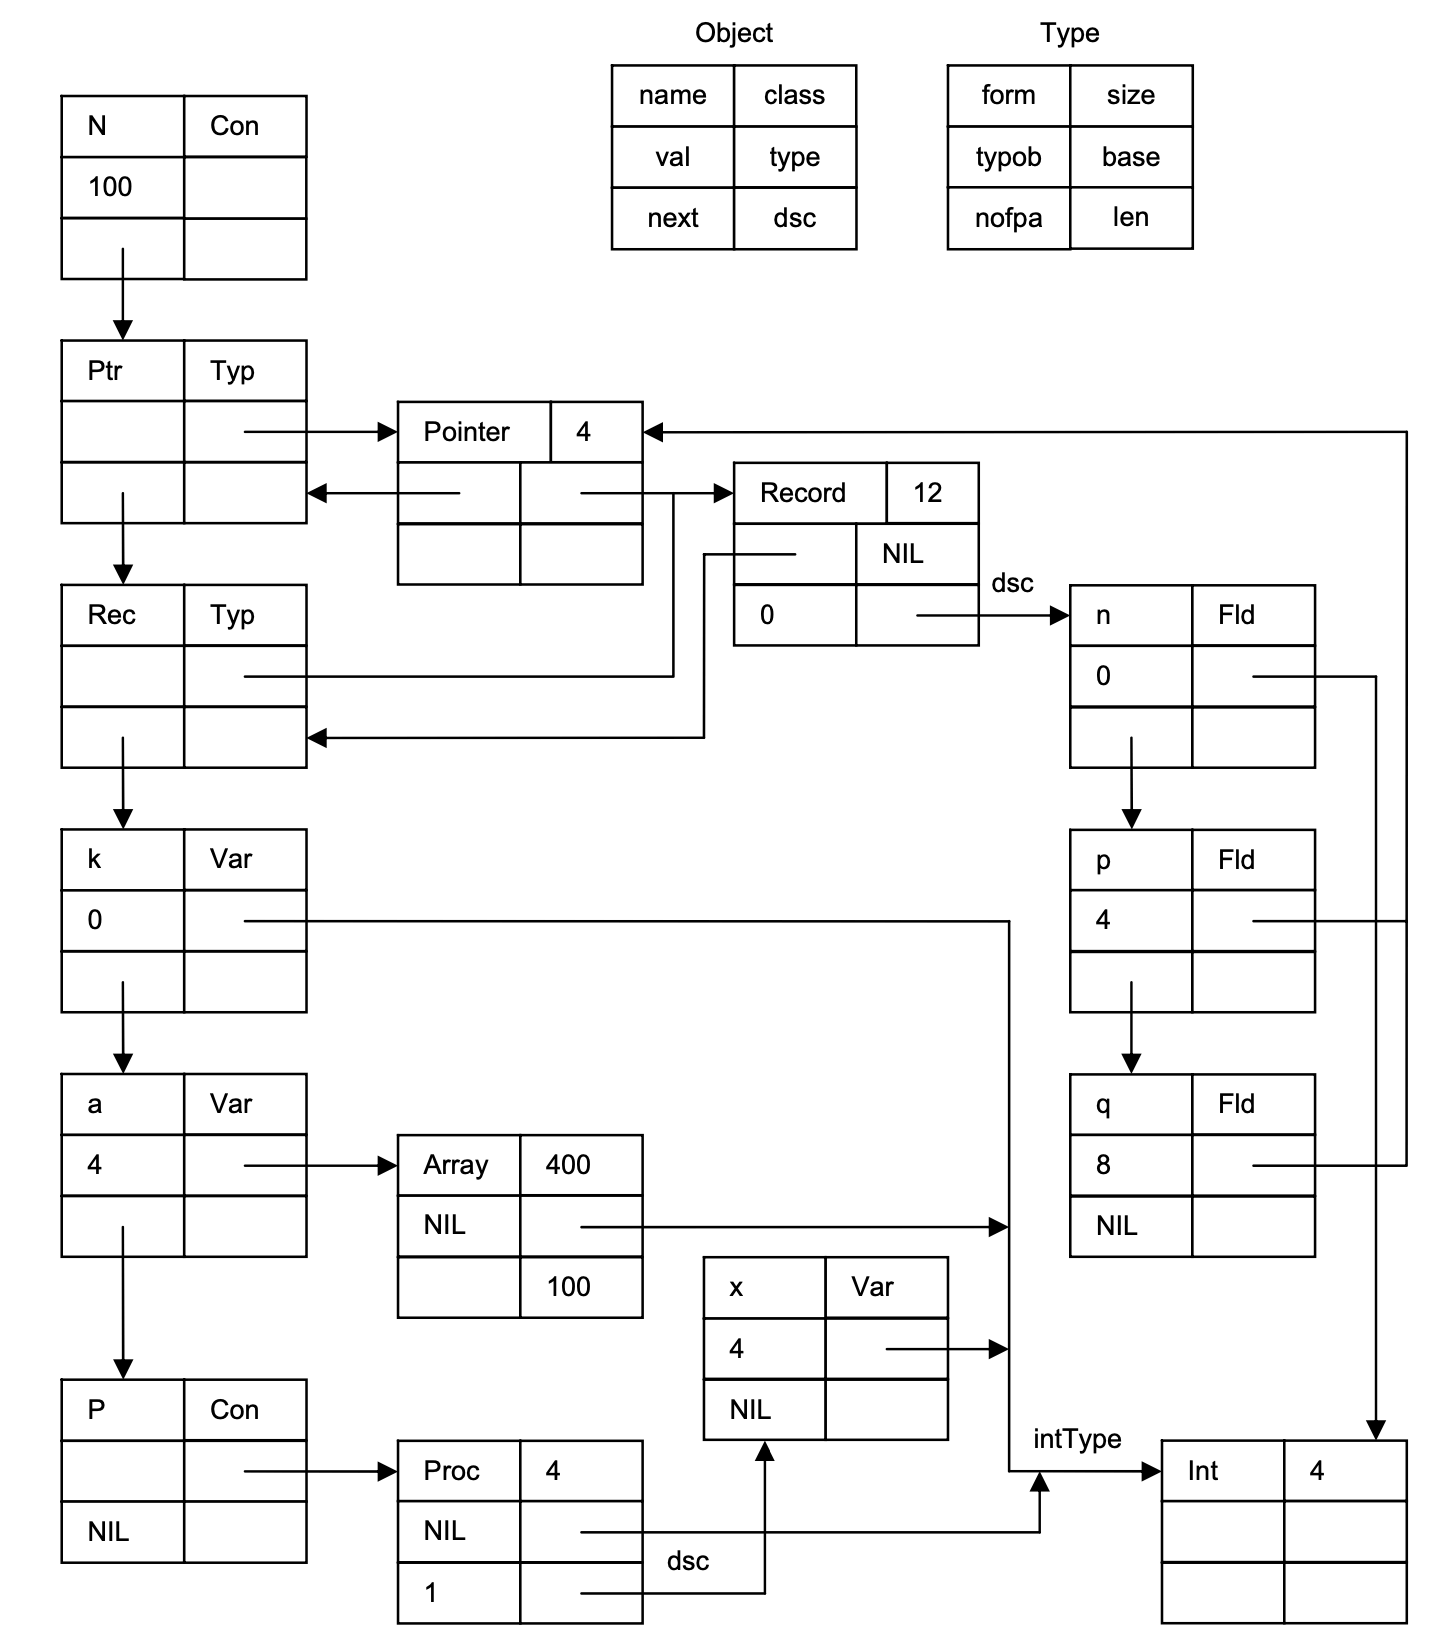 Object Type
name class form size
N Con
val type typob base
100
next dsc nofpa len
Ptr Typ
Pointer 4
Record 12
NIL
dsc
Rec Typ 0 n Fld
0
k Var p Fld
0 4
a Var q Fld
4 Array 400 8
NIL NIL
100 x Var
4
P Con NIL
intType
Proc 4 Int 4
NIL NIL
dsc
1